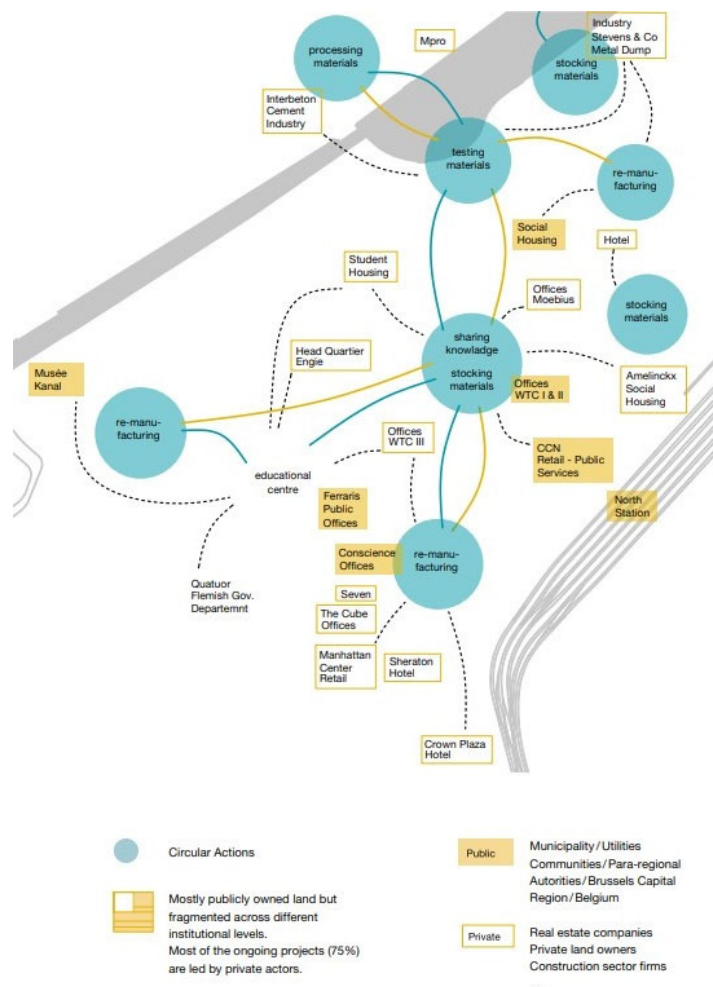 Industry
Stevens & Co
Metal Dump
Mpro
processing
materials
stocking
materials
Interbeton
Cement
Industry
testing
materials
re-manu-
facturing
Social
Housing
Hotel
Student
Housing
Offices
Moebius
stocking
materials
sharing
knowladge
stocking
materials
Head Quartier
Engie
Musée
Kanal
Offices
WTC I & II
Amelinckx
Social
Housing
re-manu-
facturing
Offices
WTC III
CCN
Retail - Public
Services
educational
centre
Ferraris
Public
Offices
North
Station
Conscience
Offices
re-manu-
facturing
Quatuor
Flemish Gov.
Departemnt
Seven
The Cube
Offices
Manhattan
Center
Retail
Sheraton
Hotel
Crown Plaza
Hotel
Circular Actions
Public
Municipality/Utilities
Communities/Para-regional
Autorities/Brussels Capital
Region/Belgium
Mostly publicly owned land but
fragmented across different
institutional levels.
Most of the ongoing projects (75%)
are led by private actors.
Private
Real estate companies
Private land owners
Construction sector firms